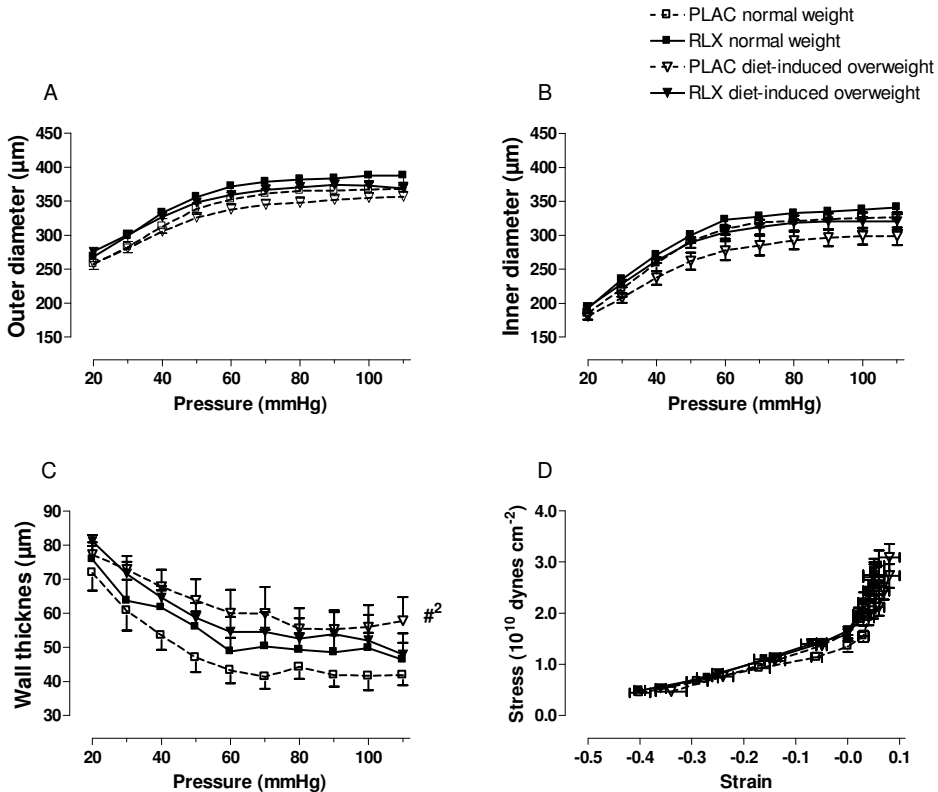 PLAC normal weight
RLX normal weight
PLAC diet-induced overweight
RLX diet-induced overweight
A
B
Outer diameter (µm)
450
400
350
300
250
200
150
20 40 60 80 100
Pressure (mmHg)
Inner diameter (µm)
450
400
350
300
250
200
150
20 40 60 80 100
Pressure (mmHg)
C
D
Wall thicknes (µm)
90
80
70
60
50
40
30
#2
20 40 60 80 100
Pressure (mmHg)
Stress (10^10 dynes cm^-2)
4.0
3.0
2.0
1.0
0.0
-0.5 -0.4 -0.3 -0.2 -0.1 -0.0 0.1
Strain